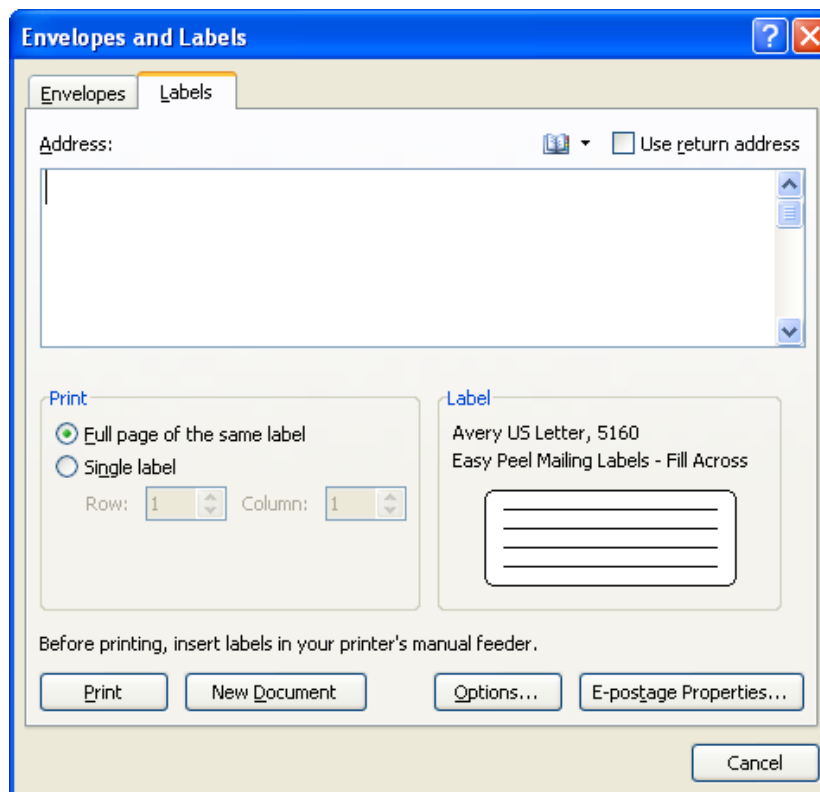 Envelopes and Labels
Envelopes Labels
Address: Use return address
Print
Full page of the same label
Single label
Row: 1 Column: 1
Label
Avery US Letter, 5160
Easy Peel Mailing Labels - Fill Across
Before printing, insert labels in your printer's manual feeder.
Print New Document Options... E-postage Properties...
Cancel